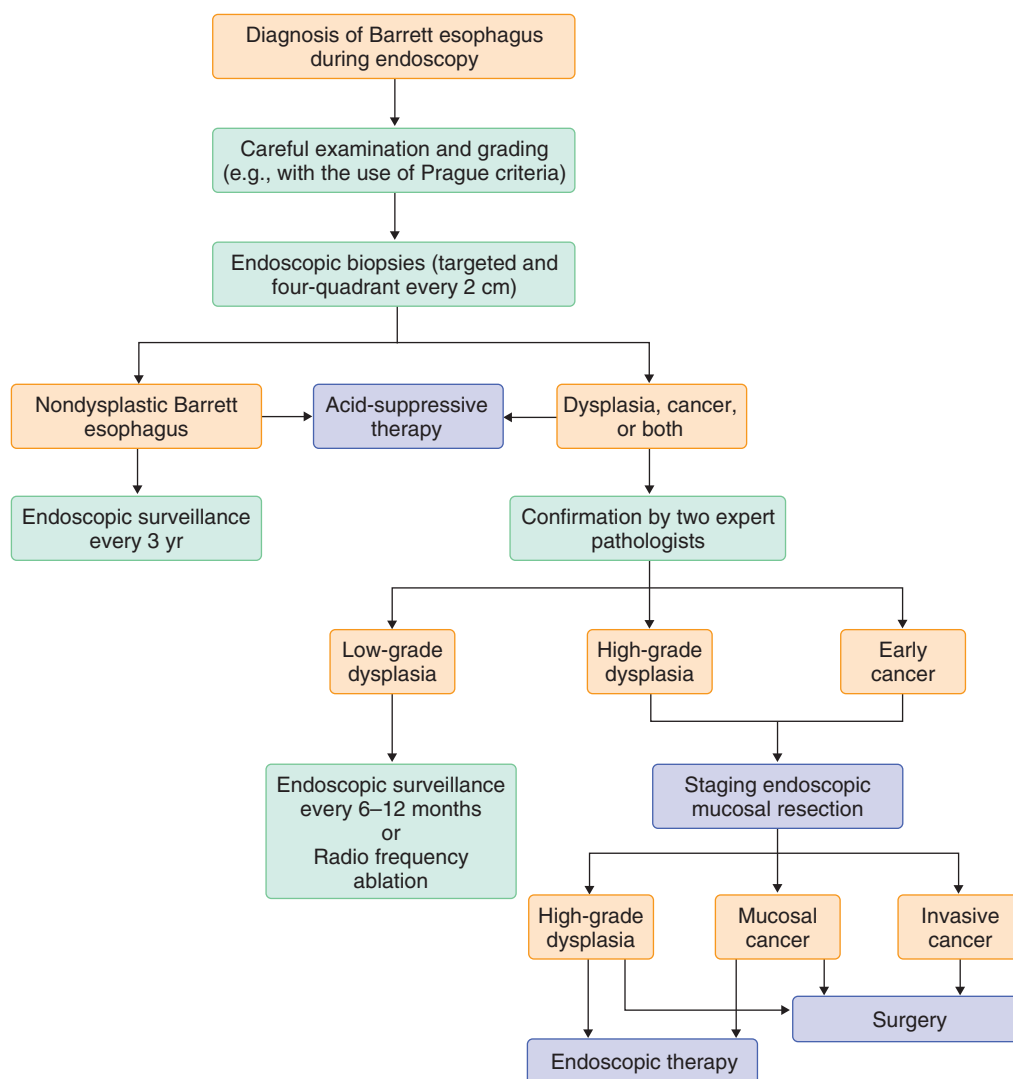 Diagnosis of Barrett esophagus
during endoscopy
Careful examination and grading
(e.g., with the use of Prague criteria)
Endoscopic biopsies (targeted and
four-quadrant every 2 cm)
Nondysplastic Barrett
esophagus
Acid-suppressive
therapy
Dysplasia, cancer,
or both
Endoscopic surveillance
every 3 yr
Confirmation by two expert
pathologists
Low-grade
dysplasia
High-grade
dysplasia
Early
cancer
Endoscopic surveillance
every 6–12 months
or
Radio frequency
ablation
Staging endoscopic
mucosal resection
High-grade
dysplasia
Mucosal
cancer
Invasive
cancer
Surgery
Endoscopic therapy